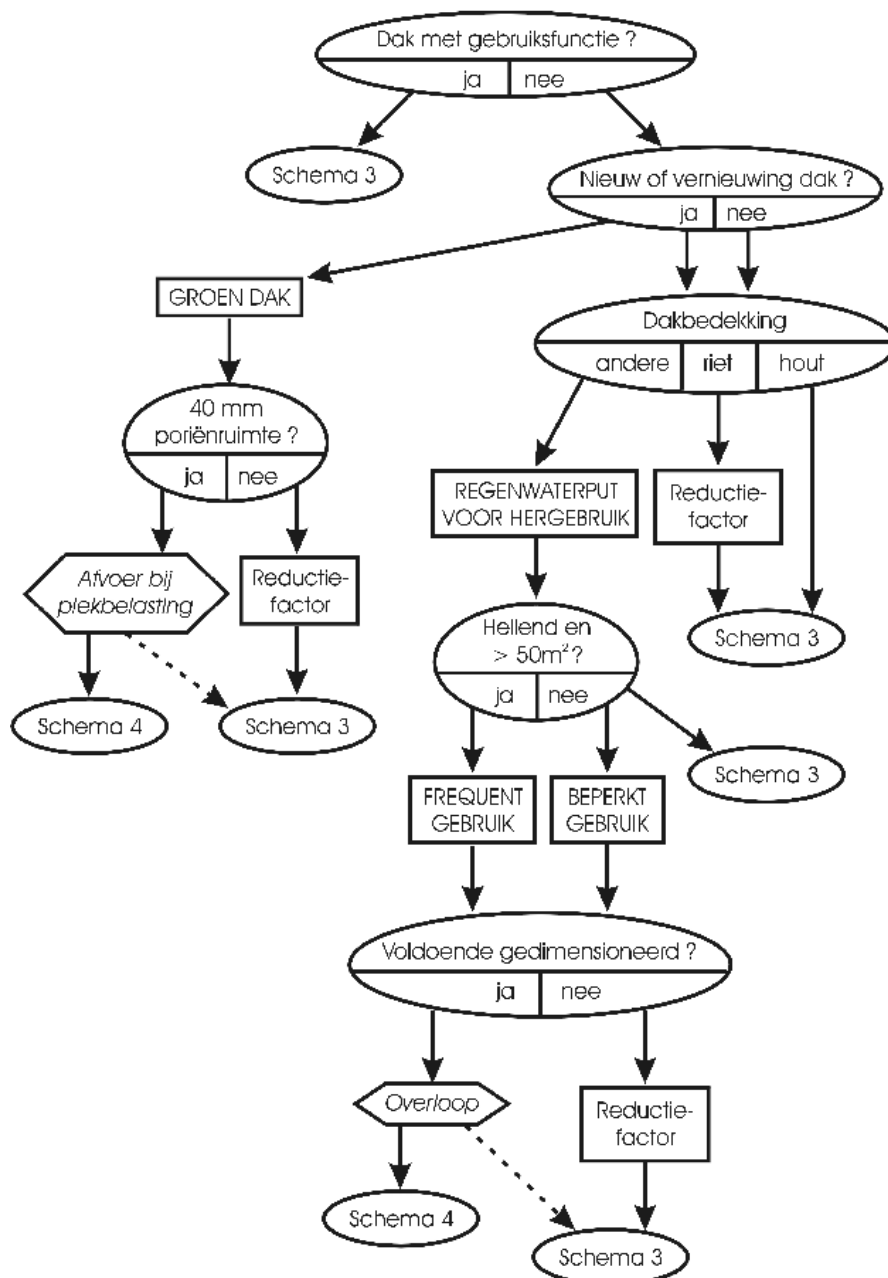 Dak met gebruiksfunctie ?
ja nee
Schema 3
Nieuw of vernieuwing dak ?
ja nee
GROEN DAK
Dakbedekking
andere riet hout
40 mm
poriënruimte ?
ja nee
REGENWATERPUT
VOOR HERGEBRUIK
Reductie-
factor
Afvoer bij
plekbelasting
Reductie-
factor
Hellend en
> 50m²?
ja nee
Schema 3
Schema 4
Schema 3
Schema 3
FREQUENT
GEBRUIK
BEPERKT
GEBRUIK
Voldoende gedimensioneerd ?
ja nee
Overloop
Reductie-
factor
Schema 4
Schema 3